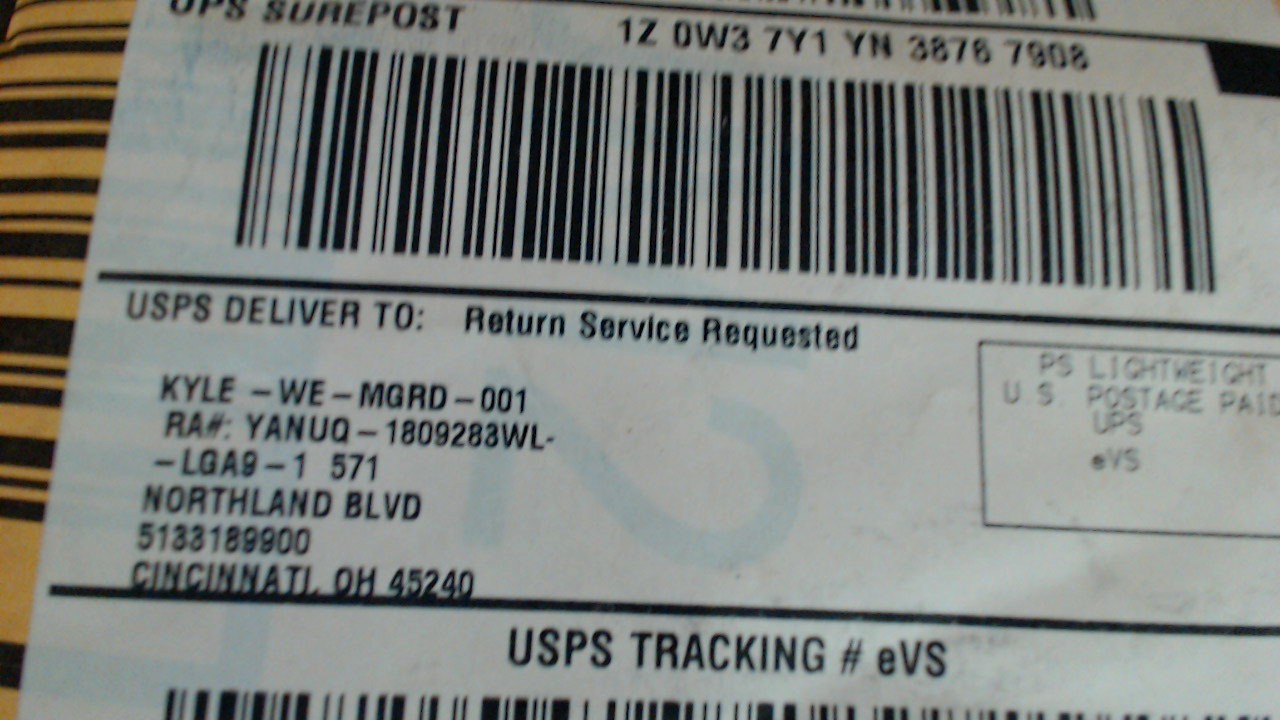 UPS SUREPOST
1Z 0W3 7Y1 YN 3876 7908
USPS DELIVER TO: Return Service Requested
KYLE -WE-MGRD-001
RA#: YANUQ-1809283WL-
-LGA9-1 571
NORTHLAND BLVD
5133189900
CINCINNATI, OH 45240
PS LIGHTWEIGHT
U.S. POSTAGE PAID
UPS
eVS
USPS TRACKING # eVS